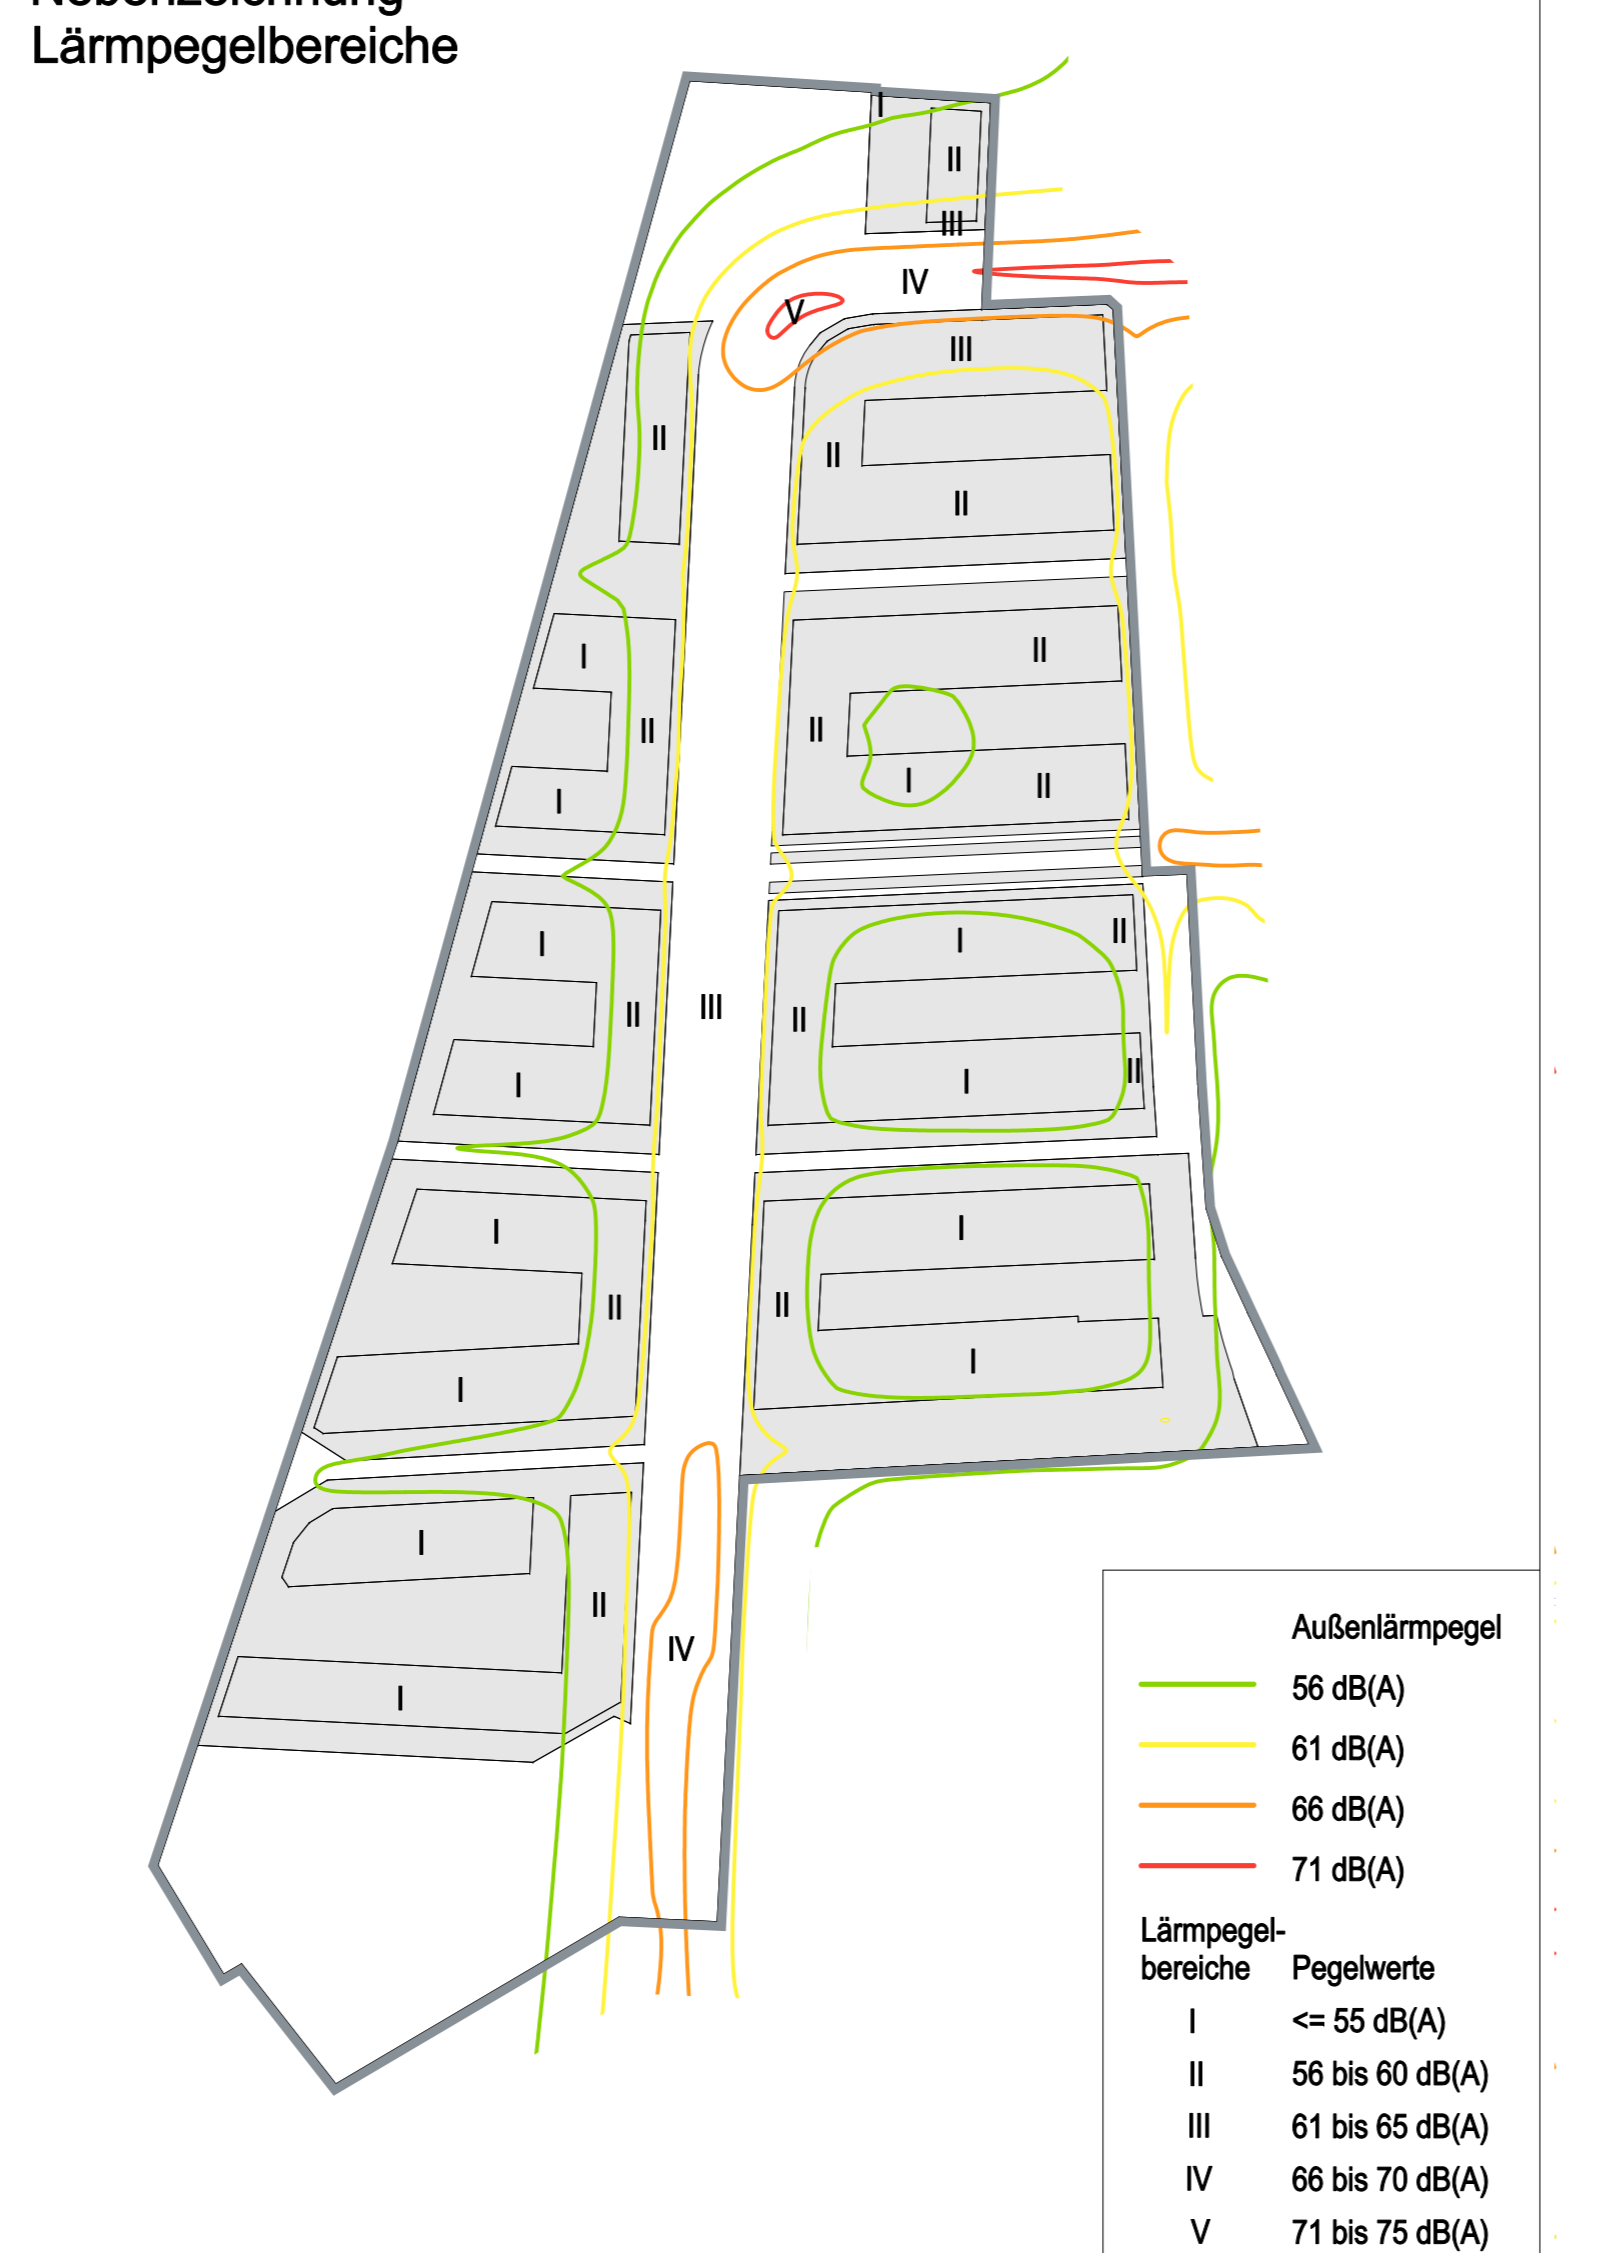 Nebenzeichnung
Lärmpegelbereiche
I
II
III
IV
V
III
II
II
II
I
II
I
II
II
I
II
I
II
II
I
III
II
I
I
II
I
II
I
II
I
II
I
I
I
II
IV
I
Außenlärmpegel
56 dB(A)
61 dB(A)
66 dB(A)
71 dB(A)
Lärmpegel-
bereiche Pegelwerte
I <= 55 dB(A)
II 56 bis 60 dB(A)
III 61 bis 65 dB(A)
IV 66 bis 70 dB(A)
V 71 bis 75 dB(A)